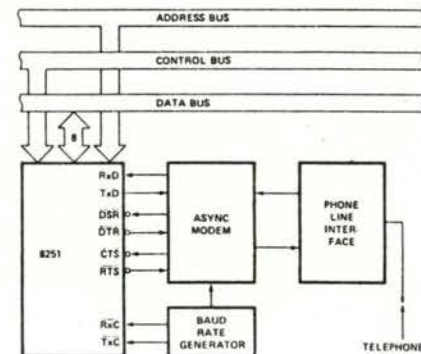 ADDRESS BUS
CONTROL BUS
DATA BUS
8
8251
RxD
TxD
DSR
DTR
CTS
RTS
RxC
TxC
ASYNC
MODEM
PHONE
LINE
INTER-
FACE
BAUD
RATE
GENERATOR
TELEPHONE